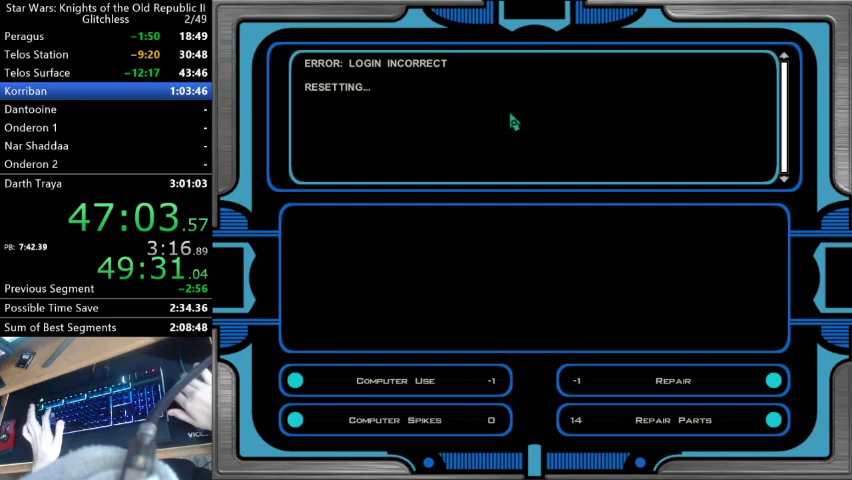 Star Wars: Knights of the Old Republic II
Glitchless 2/49
Peragus -1:50 18:49
Telos Station -9:20 30:48
Telos Surface -12:17 43:46
Korriban 1:03:46
Dantooine -
Onderon 1 -
Nar Shaddaa -
Onderon 2 -
Darth Traya 3:01:03
47:03.57
PB: 7:42.39 3:16.89
49:31.04
Previous Segment -2:56
Possible Time Save 2:34.36
Sum of Best Segments 2:08:48
ERROR: LOGIN INCORRECT
RESETTING...
Computer Use -1
-1 Repair
Computer Spikes 0
14 Repair Parts